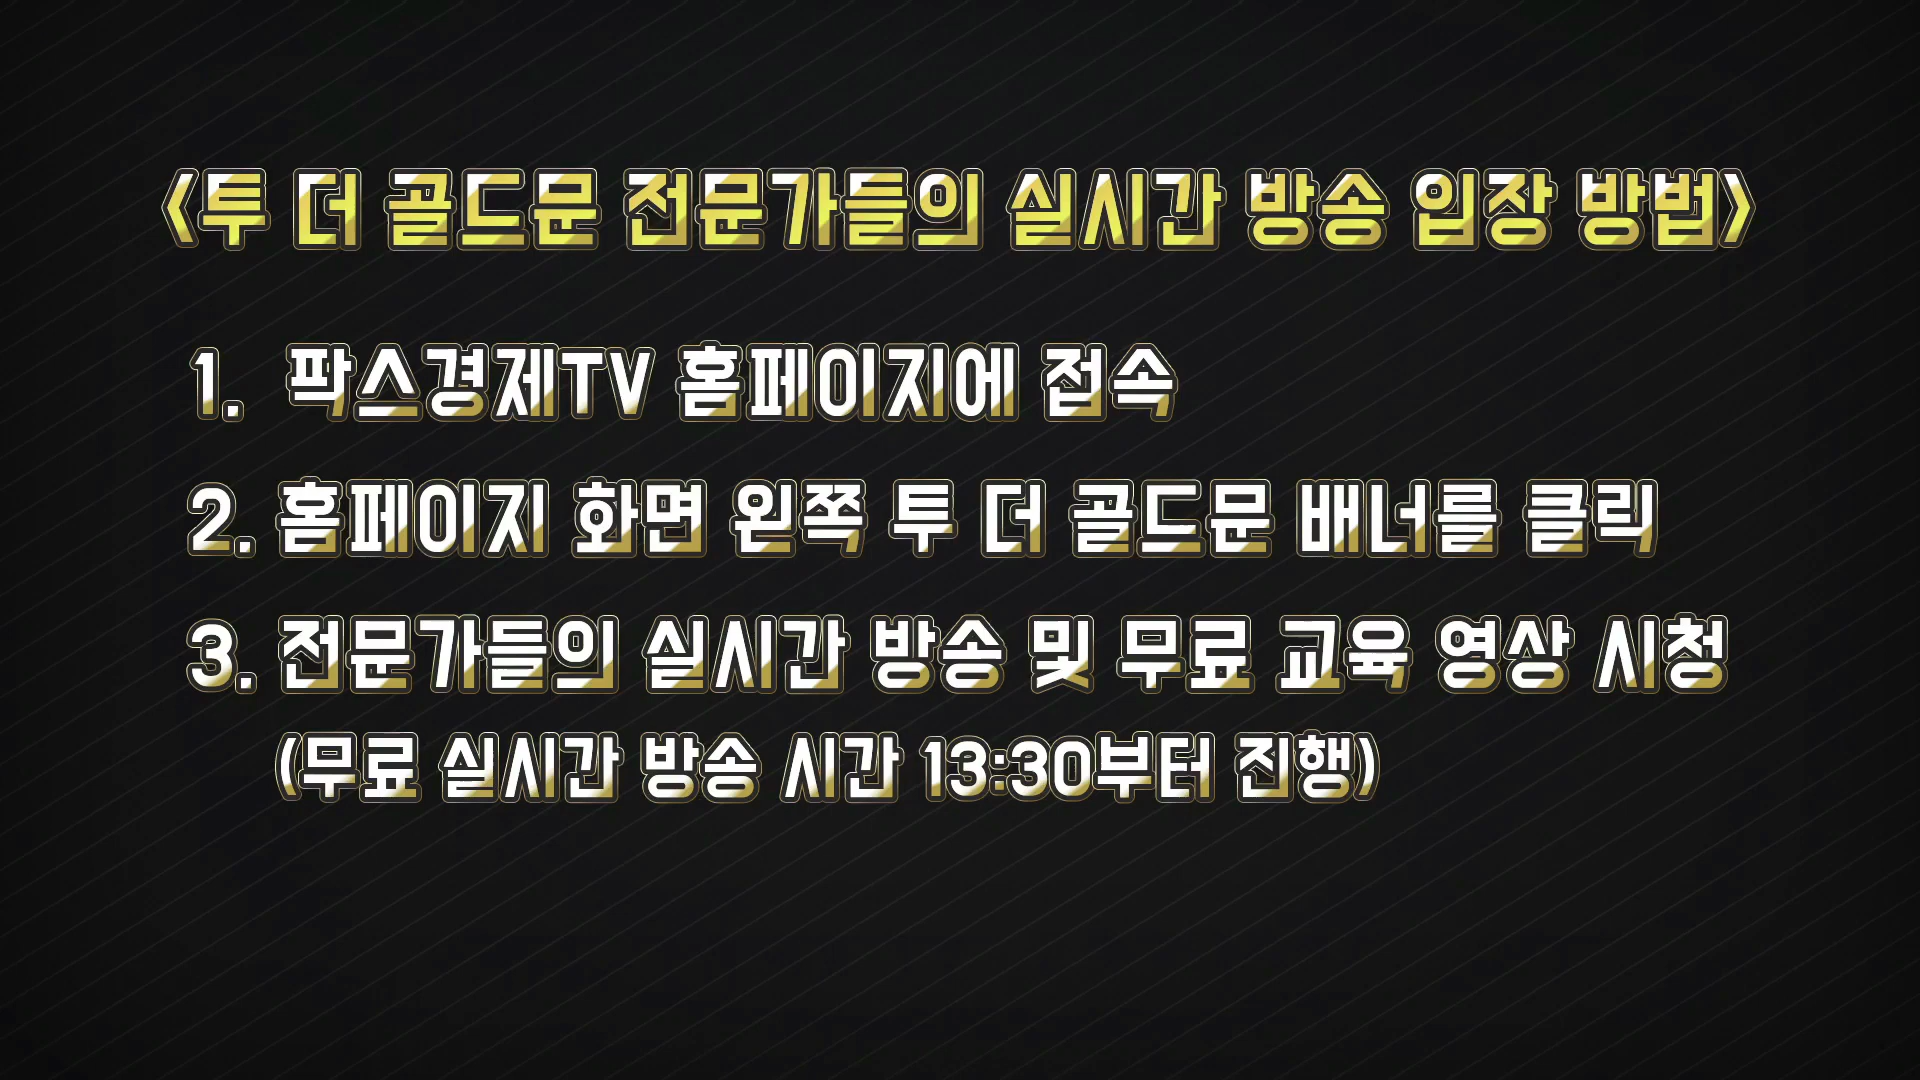 〈투 더 골드문 전문가들의 실시간 방송 입장 방법〉
1. 팍스경제TV 홈페이지에 접속
2. 홈페이지 화면 왼쪽 투 더 골드문 배너를 클릭
3. 전문가들의 실시간 방송 및 무료 교육 영상 시청
(무료 실시간 방송 시간 13:30부터 진행)